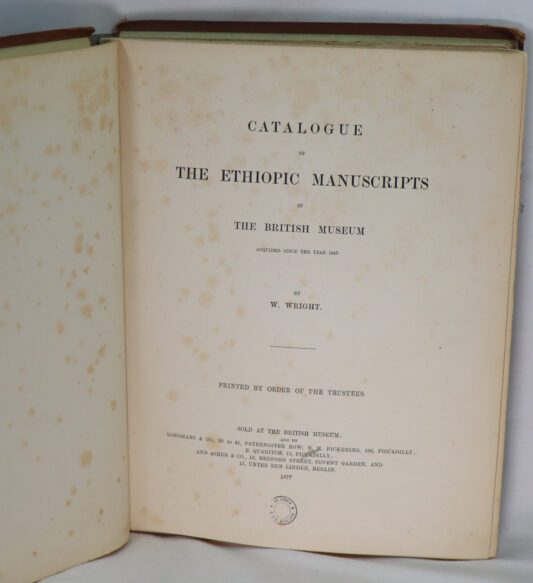 CATALOGUE
OF
THE ETHIOPIC MANUSCRIPTS
IN
THE BRITISH MUSEUM
ACQUIRED SINCE THE YEAR 1847.
BY
W. WRIGHT.
PRINTED BY ORDER OF THE TRUSTEES.
SOLD AT THE BRITISH MUSEUM;
AND BY
LONGMANS & CO., 39 to 41, PATERNOSTER ROW; B. M. PICKERING, 196, PICCADILLY;
B. QUARITCH, 15, PICCADILLY;
AND ASHER & CO., 13, BEDFORD STREET, COVENT GARDEN, AND
11, UNTER DEN LINDEN, BERLIN.
1877